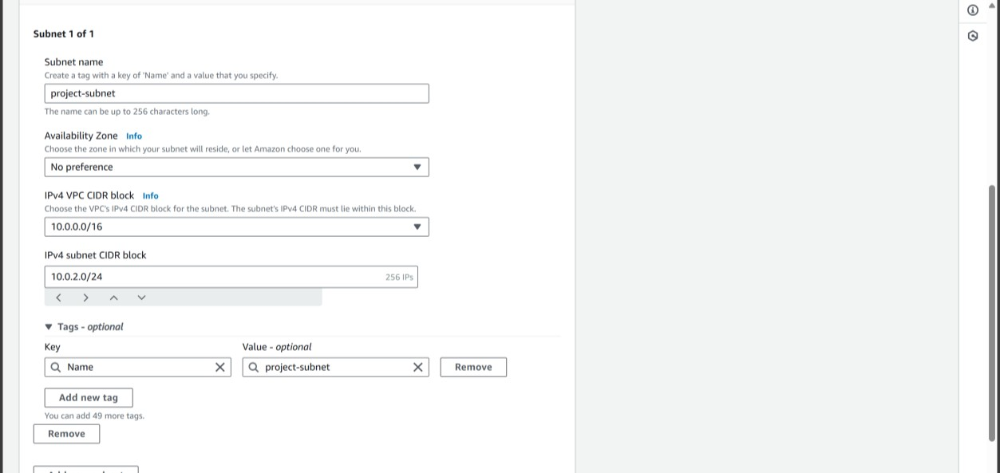 Subnet 1 of 1
Subnet name
Create a tag with a key of 'Name' and a value that you specify.
project-subnet
The name can be up to 256 characters long.
Availability Zone Info
Choose the zone in which your subnet will reside, or let Amazon choose one for you.
No preference
IPv4 VPC CIDR block Info
Choose the VPC's IPv4 CIDR block for the subnet. The subnet's IPv4 CIDR must lie within this block.
10.0.0.0/16
IPv4 subnet CIDR block
10.0.2.0/24 256 IPs
Tags - optional
Key Value - optional
Name project-subnet Remove
Add new tag
You can add 49 more tags.
Remove